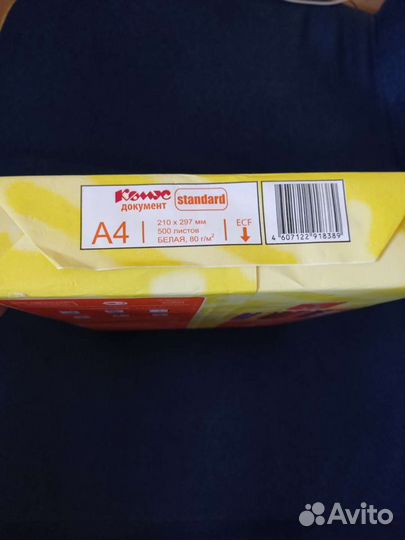 Комус
документ
standard
A4
210 x 297 мм
500 листов
БЕЛАЯ, 80 г/м²
ECF
4 607122 918389
Avito